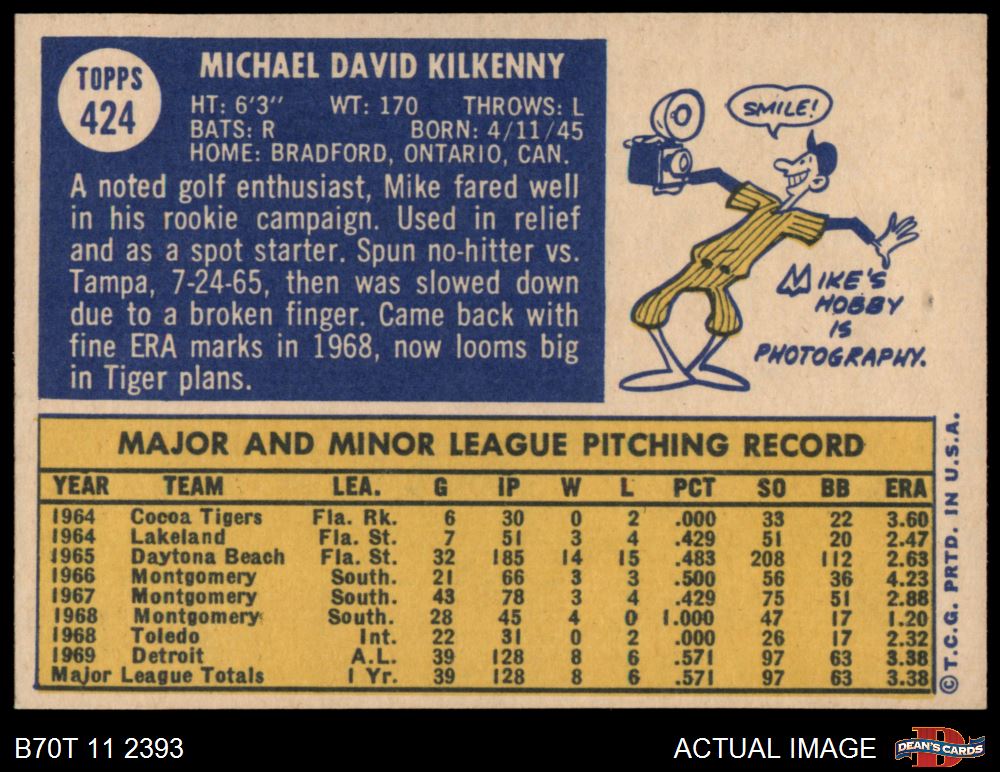 TOPPS
424
MICHAEL DAVID KILKENNY
HT: 6'3" WT: 170 THROWS: L
BATS: R BORN: 4/11/45
HOME: BRADFORD, ONTARIO, CAN.
A noted golf enthusiast, Mike fared well
in his rookie campaign. Used in relief
and as a spot starter. Spun no-hitter vs.
Tampa, 7-24-65, then was slowed down
due to a broken finger. Came back with
fine ERA marks in 1968, now looms big
in Tiger plans.
SMILE!
MIKE'S
HOBBY
IS
PHOTOGRAPHY.
MAJOR AND MINOR LEAGUE PITCHING RECORD
YEAR TEAM LEA. G IP W L PCT SO BB ERA
1964 Cocoa Tigers Fla. Rk. 6 30 0 2 .000 33 22 3.60
1964 Lakeland Fla. St. 7 51 3 4 .429 51 20 2.47
1965 Daytona Beach Fla. St. 32 185 14 15 .483 208 112 2.63
1966 Montgomery South. 21 66 3 3 .500 56 36 4.23
1967 Montgomery South. 43 78 3 4 .429 75 51 2.88
1968 Montgomery South. 28 45 4 0 1.000 47 17 1.20
1968 Toledo Int. 22 31 0 2 .000 26 17 2.32
1969 Detroit A.L. 39 128 8 6 .571 97 63 3.38
Major League Totals 1 Yr. 39 128 8 6 .571 97 63 3.38
© T.C.G. PRTD. IN U.S.A.
B70T 11 2393
ACTUAL IMAGE
DEAN'S CARDS